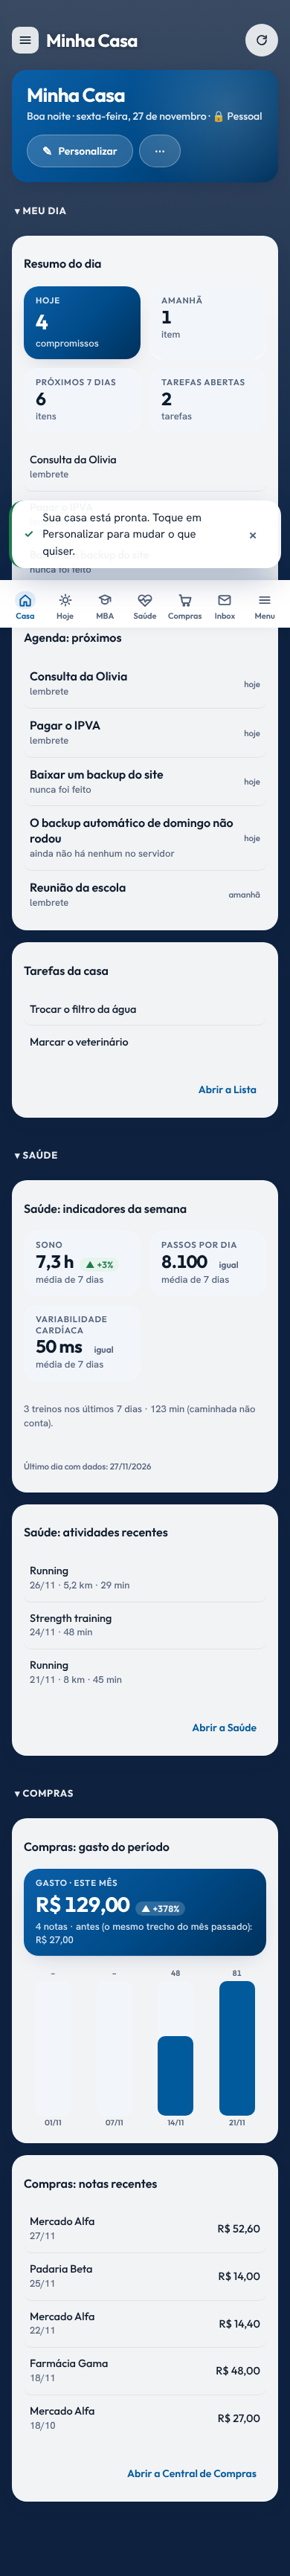 Minha Casa
Minha Casa
Boa noite · sexta-feira, 27 de novembro · 🔒 Pessoal
✎ Personalizar
···
▾ MEU DIA
Resumo do dia
HOJE
4
compromissos
AMANHÃ
1
item
PRÓXIMOS 7 DIAS
6
itens
TAREFAS ABERTAS
2
tarefas
Consulta da Olivia
lembrete
✓ Sua casa está pronta. Toque em
Personalizar para mudar o que
quiser.
×
nunca foi feito
Casa
Hoje
MBA
Saúde
Compras
Inbox
Menu
Agenda: próximos
Consulta da Olivia
lembrete
hoje
Pagar o IPVA
lembrete
hoje
Baixar um backup do site
nunca foi feito
hoje
O backup automático de domingo não
rodou
ainda não há nenhum no servidor
hoje
Reunião da escola
lembrete
amanhã
Tarefas da casa
Trocar o filtro da água
Marcar o veterinário
Abrir a Lista
▾ SAÚDE
Saúde: indicadores da semana
SONO
7,3 h ▲ +3%
média de 7 dias
PASSOS POR DIA
8.100 igual
média de 7 dias
VARIABILIDADE
CARDÍACA
50 ms igual
média de 7 dias
3 treinos nos últimos 7 dias · 123 min (caminhada não
conta).
Último dia com dados: 27/11/2026
Saúde: atividades recentes
Running
26/11 · 5,2 km · 29 min
Strength training
24/11 · 48 min
Running
21/11 · 8 km · 45 min
Abrir a Saúde
▾ COMPRAS
Compras: gasto do período
GASTO · ESTE MÊS
R$ 129,00 ▲ +378%
4 notas · antes (o mesmo trecho do mês passado):
R$ 27,00
– – 48 81
01/11 07/11 14/11 21/11
Compras: notas recentes
Mercado Alfa
27/11
R$ 52,60
Padaria Beta
25/11
R$ 14,00
Mercado Alfa
22/11
R$ 14,40
Farmácia Gama
18/11
R$ 48,00
Mercado Alfa
18/10
R$ 27,00
Abrir a Central de Compras